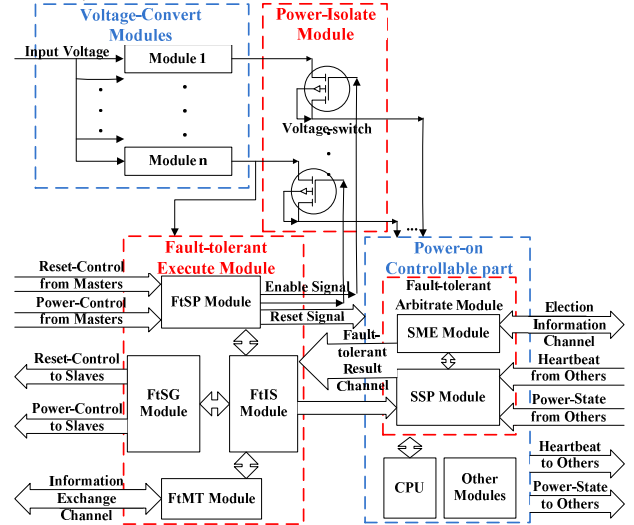 Voltage-Convert
Modules
Power-Isolate
Module
Input Voltage
Module 1
Voltage-switch
Module n
Fault-tolerant
Execute Module
Power-on
Controllable part
Reset-Control
from Masters
Power-Control
from Masters
FtSP Module
Enable Signal
Reset Signal
Fault-tolerant
Arbitrate Module
SME Module
Election
Information
Channel
Fault-
tolerant
Result
Channel
Reset-Control
to Slaves
Power-Control
to Slaves
FtSG
Module
FtIS
Module
SSP
Module
Heartbeat
from Others
Power-State
from Others
Information
Exchange
Channel
FtMT Module
CPU
Other
Modules
Heartbeat
to Others
Power-State
to Others